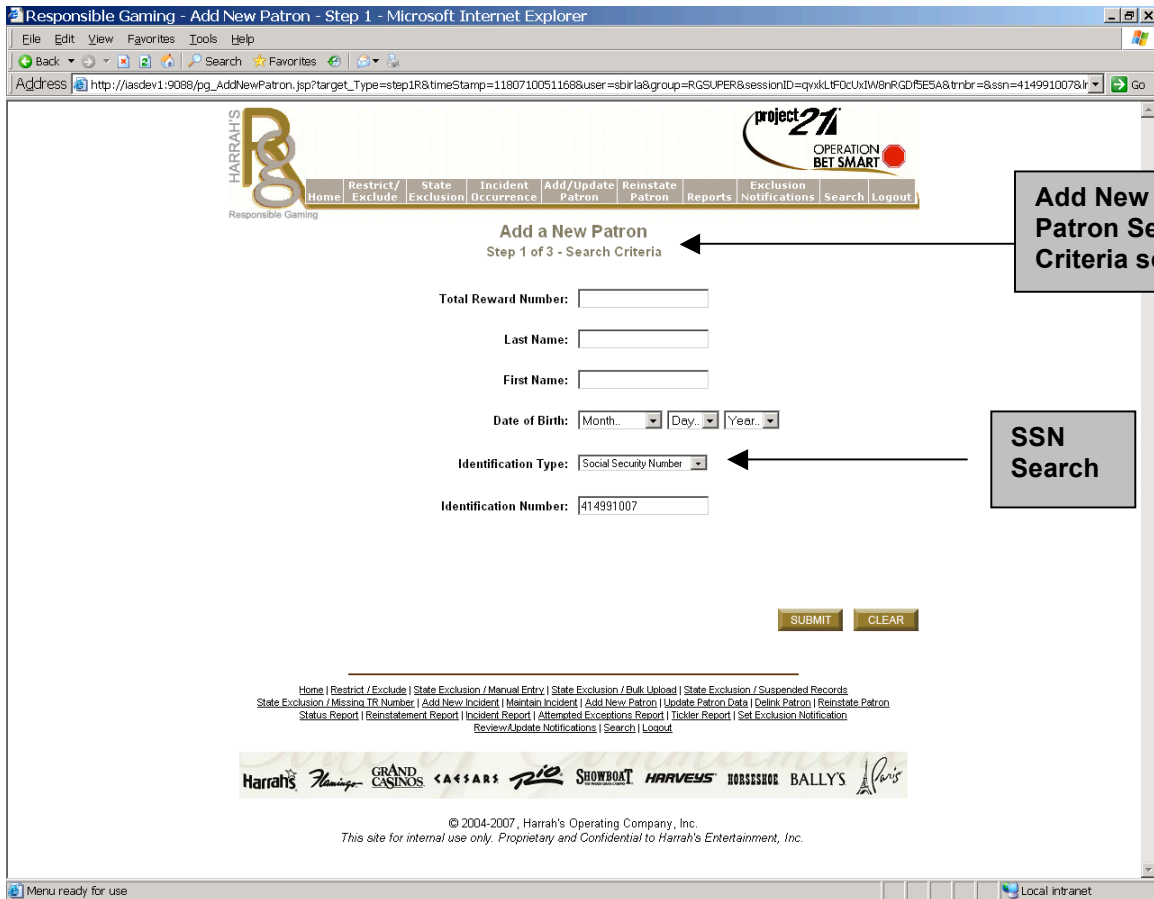 Responsible Gaming - Add New Patron - Step 1 - Microsoft Internet Explorer
File Edit View Favorites Tools Help
Back Search Favorites
Address http://iasdev1:9088/pg_AddNewPatron.jsp?target_Type=step1R&timeStamp=1180710051168&user=sbirla&group=RGSUPER&sessionID=qvxkLtF0cUxIW8nRGDf5E5A&trnbr=&ssn=414991007&lr Go
HARRAH'S
Rg
Responsible Gaming
project 21
OPERATION
BET SMART
Home Restrict/ Exclude State Exclusion Incident Occurrence Add/Update Patron Reinstate Patron Reports Exclusion Notifications Search Logout
Add a New Patron
Step 1 of 3 - Search Criteria
Add New
Patron Se
Criteria s
Total Reward Number:
Last Name:
First Name:
Date of Birth: Month.. Day.. Year..
Identification Type: Social Security Number
SSN
Search
Identification Number: 414991007
SUBMIT CLEAR
Home | Restrict / Exclude | State Exclusion / Manual Entry | State Exclusion / Bulk Upload | State Exclusion / Suspended Records
State Exclusion / Missing TR Number | Add New Incident | Maintain Incident | Add New Patron | Update Patron Data | Delink Patron | Reinstate Patron
Status Report | Reinstatement Report | Incident Report | Attempted Exceptions Report | Tickler Report | Set Exclusion Notification
Review/Update Notifications | Search | Logout
Harrah's Flamingo GRAND CASINOS CAESARS Rio SHOWBOAT HARVEYS HORSESHOE BALLY'S Paris
© 2004-2007, Harrah's Operating Company, Inc.
This site for internal use only. Proprietary and Confidential to Harrah's Entertainment, Inc.
Menu ready for use Local intranet